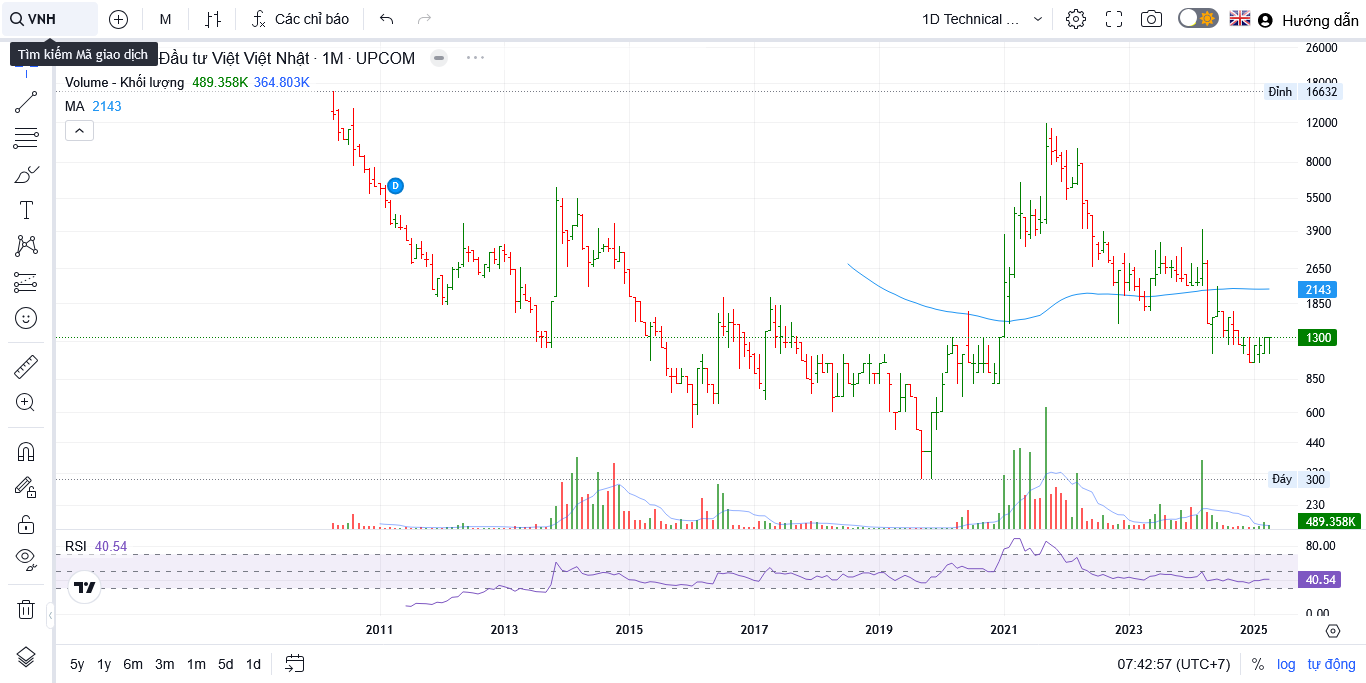 VNH M Các chỉ báo 1D Technical ... Hướng dẫn
Tìm kiếm Mã giao dịch Đầu tư Việt Việt Nhật · 1M · UPCOM
Volume - Khối lượng 489.358K 364.803K
MA 2143
D
26000
18000
Đỉnh 16632
12000
8000
5500
3900
2650
2143
1850
1300
850
600
440
Đáy 300
230
489.358K
RSI 40.54
80.00
40.54
0.00
2011 2013 2015 2017 2019 2021 2023 2025
5y 1y 6m 3m 1m 5d 1d 07:42:57 (UTC+7) % log tự động